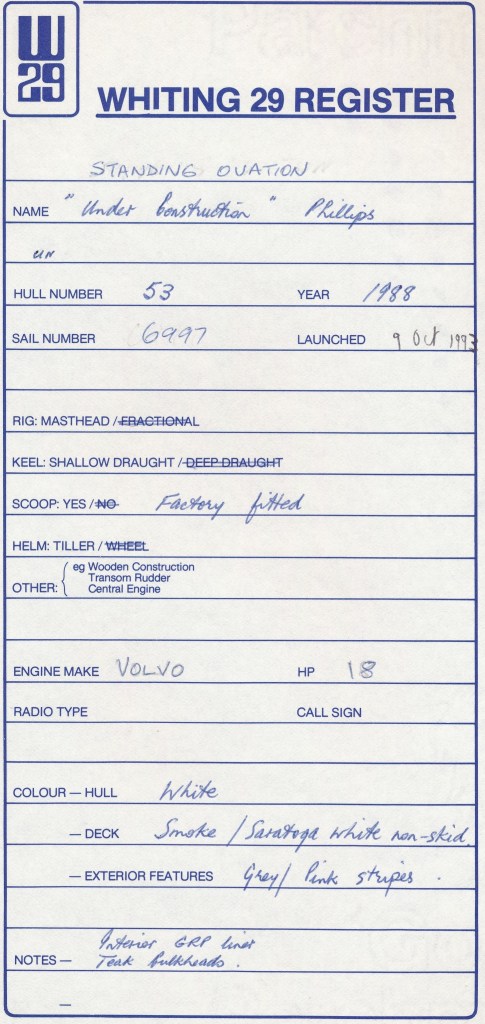 W
29
WHITING 29 REGISTER
STANDING OVATION
NAME "Under Construction" Phillips
un
HULL NUMBER 53 YEAR 1988
SAIL NUMBER 6997 LAUNCHED 9 Oct 1993
RIG: MASTHEAD / FRACTIONAL
KEEL: SHALLOW DRAUGHT / DEEP DRAUGHT
SCOOP: YES / NO Factory fitted
HELM: TILLER / WHEEL
OTHER: { eg Wooden Construction
Transom Rudder
Central Engine
ENGINE MAKE VOLVO HP 18
RADIO TYPE CALL SIGN
COLOUR — HULL White
— DECK Smoke / Saratoga white non-skid.
— EXTERIOR FEATURES Grey/ Pink stripes .
Interior GRP liner
NOTES — Teak bulkheads .
—